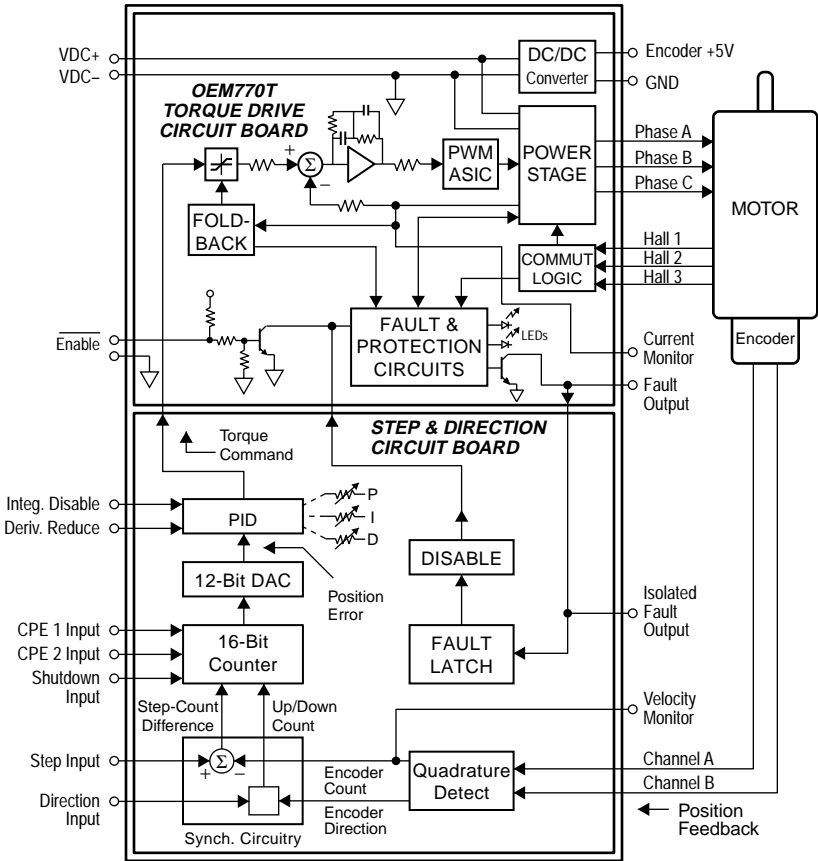 VDC+
VDC–
OEM770T
TORQUE DRIVE
CIRCUIT BOARD
DC/DC
Converter
Encoder +5V
GND
+
Σ
–
PWM
ASIC
POWER
STAGE
Phase A
Phase B
Phase C
MOTOR
FOLD-
BACK
COMMUT
LOGIC
Hall 1
Hall 2
Hall 3
Enable
FAULT &
PROTECTION
CIRCUITS
LEDs
Encoder
Current
Monitor
Fault
Output
STEP & DIRECTION
CIRCUIT BOARD
Torque
Command
Integ. Disable
Deriv. Reduce
PID
P
I
D
Position
Error
12-Bit DAC
DISABLE
CPE 1 Input
CPE 2 Input
Shutdown
Input
16-Bit
Counter
FAULT
LATCH
Isolated
Fault
Output
Step-Count
Difference
Up/Down
Count
Velocity
Monitor
Step Input
+
Σ
–
Encoder
Count
Quadrature
Detect
Channel A
Channel B
Direction
Input
Encoder
Direction
Synch. Circuitry
Position
Feedback